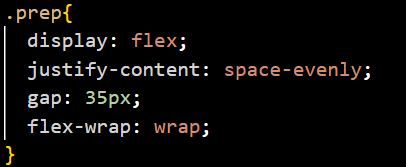 .prep{
  display: flex;
  justify-content: space-evenly;
  gap: 35px;
  flex-wrap: wrap;
}